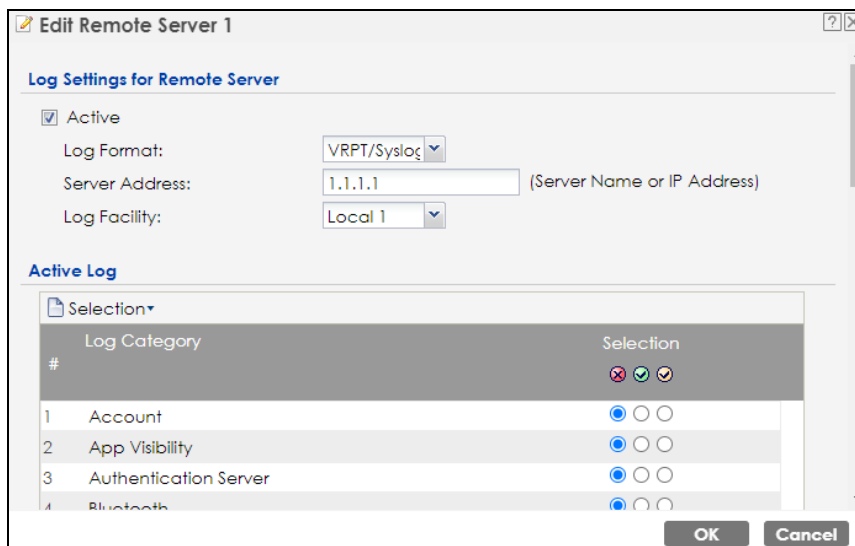 Edit Remote Server 1
Log Settings for Remote Server
Active
Log Format: VRPT/Syslog
Server Address: 1.1.1.1 (Server Name or IP Address)
Log Facility: Local 1
Active Log
Selection
# Log Category Selection
1 Account
2 App Visibility
3 Authentication Server
4 Bluetooth
OK Cancel